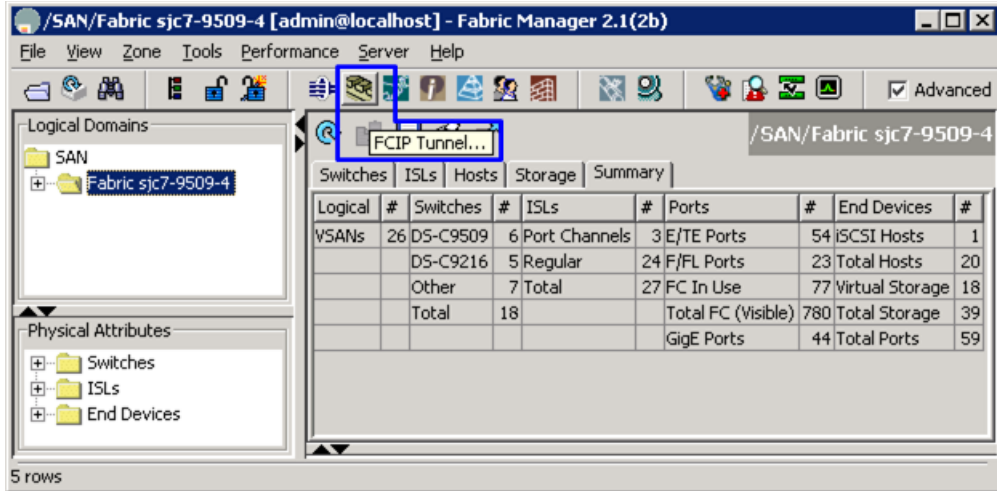 /SAN/Fabric sjc7-9509-4 [admin@localhost] - Fabric Manager 2.1(2b)
File View Zone Tools Performance Server Help
Advanced
Logical Domains
SAN
Fabric sjc7-9509-4
Physical Attributes
Switches
ISLs
End Devices
/SAN/Fabric sjc7-9509-4
FCIP Tunnel...
Switches ISLs Hosts Storage Summary
Logical # Switches # ISLs # Ports # End Devices #
VSANs 26 DS-C9509 6 Port Channels 3 E/TE Ports 54 iSCSI Hosts 1
DS-C9216 5 Regular 24 F/FL Ports 23 Total Hosts 20
Other 7 Total 27 FC In Use 77 Virtual Storage 18
Total 18 Total FC (Visible) 780 Total Storage 39
GigE Ports 44 Total Ports 59
5 rows